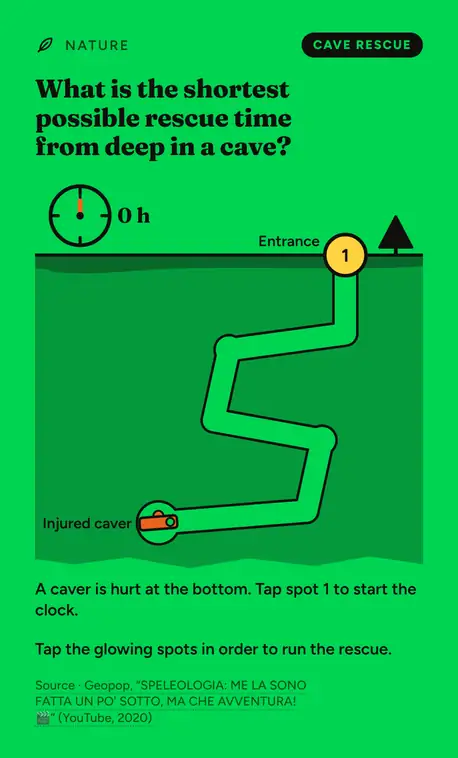 NATURE
CAVE RESCUE
What is the shortest
possible rescue time
from deep in a cave?
0 h
Entrance
1
Injured caver
A caver is hurt at the bottom. Tap spot 1 to start the
clock.
Tap the glowing spots in order to run the rescue.
Source · Geopop, “SPELEOLOGIA: ME LA SONO
FATTA UN PO' SOTTO, MA CHE AVVENTURA!
🎬” (YouTube, 2020)